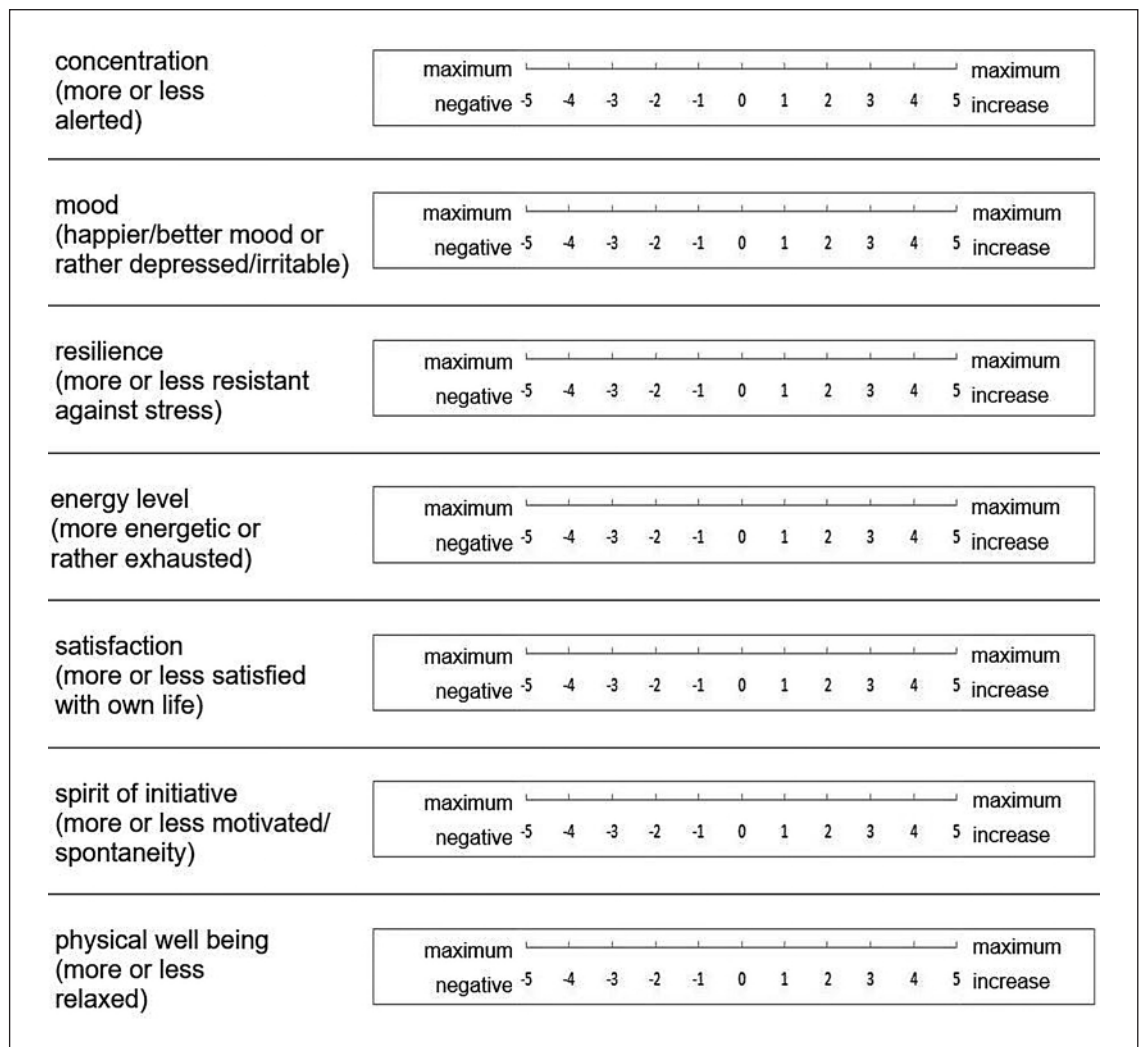 concentration
(more or less
alerted)
maximum maximum
negative -5 -4 -3 -2 -1 0 1 2 3 4 5 increase
mood
(happier/better mood or
rather depressed/irritable)
maximum maximum
negative -5 -4 -3 -2 -1 0 1 2 3 4 5 increase
resilience
(more or less resistant
against stress)
maximum maximum
negative -5 -4 -3 -2 -1 0 1 2 3 4 5 increase
energy level
(more energetic or
rather exhausted)
maximum maximum
negative -5 -4 -3 -2 -1 0 1 2 3 4 5 increase
satisfaction
(more or less satisfied
with own life)
maximum maximum
negative -5 -4 -3 -2 -1 0 1 2 3 4 5 increase
spirit of initiative
(more or less motivated/
spontaneity)
maximum maximum
negative -5 -4 -3 -2 -1 0 1 2 3 4 5 increase
physical well being
(more or less
relaxed)
maximum maximum
negative -5 -4 -3 -2 -1 0 1 2 3 4 5 increase